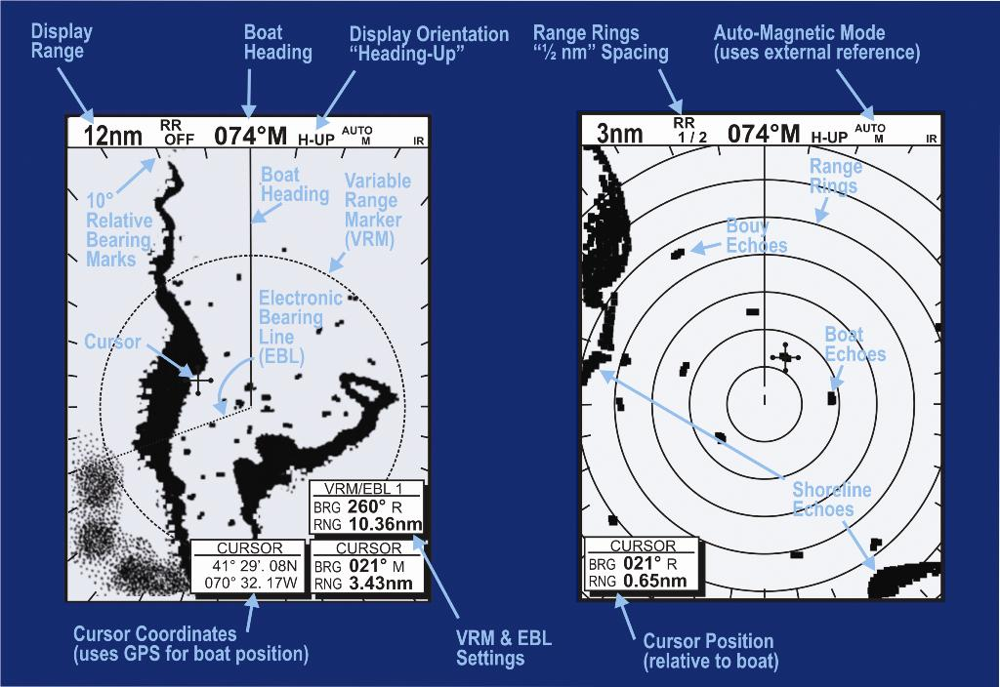 Display
Range
Boat
Heading
Display Orientation
“Heading-Up”
Range Rings
“½ nm” Spacing
Auto-Magnetic Mode
(uses external reference)
12nm
RR
OFF
074°M
H-UP
AUTO
M
IR
10°
Relative
Bearing
Marks
Boat
Heading
Variable
Range
Marker
(VRM)
Electronic
Bearing
Line
(EBL)
Cursor
VRM/EBL 1
BRG 260° R
RNG 10.36nm
CURSOR
41° 29'. 08N
070° 32. 17W
CURSOR
BRG 021° M
RNG 3.43nm
3nm
RR
1 / 2
074°M
H-UP
AUTO
M
IR
Range
Rings
Bouy
Echoes
Boat
Echoes
Shoreline
Echoes
CURSOR
BRG 021° R
RNG 0.65nm
Cursor Coordinates
(uses GPS for boat position)
VRM & EBL
Settings
Cursor Position
(relative to boat)